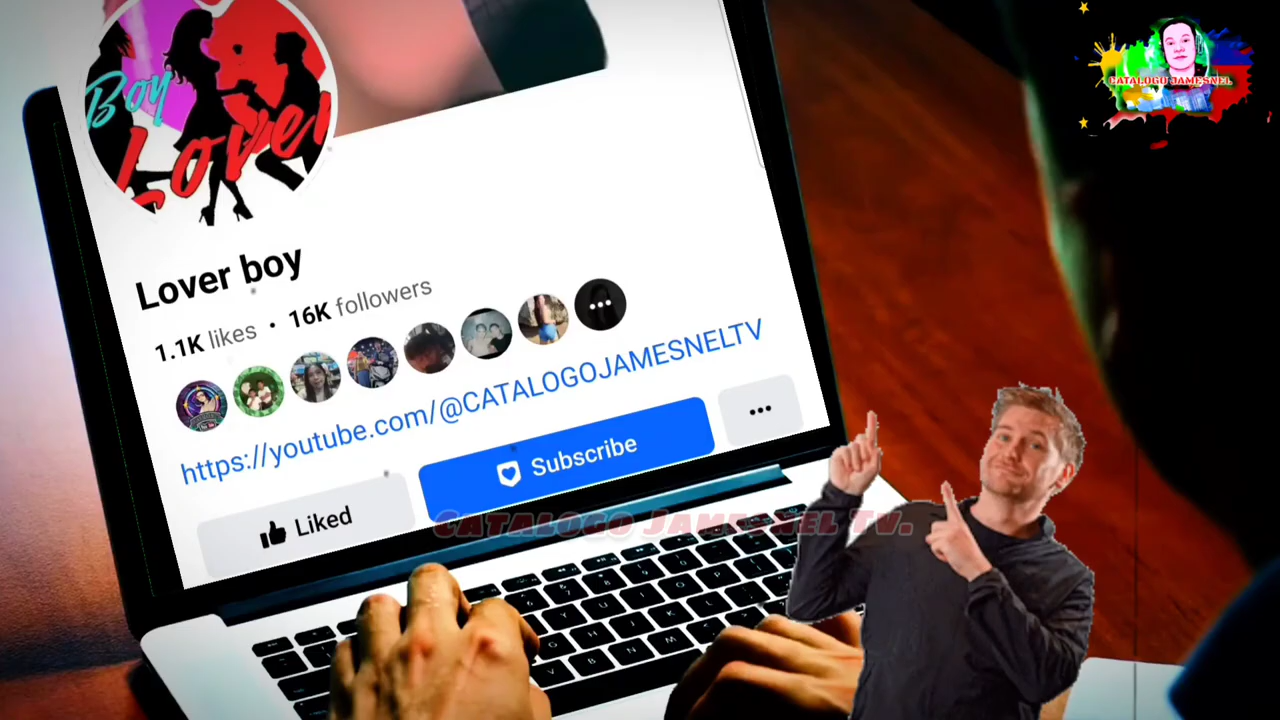 Boy
Lover
CATALOGO JAMESNEL
Lover boy
1.1K likes • 16K followers
https://youtube.com/@CATALOGOJAMESNELTV
Liked
Subscribe
Catalogo Jamesnel Tv.